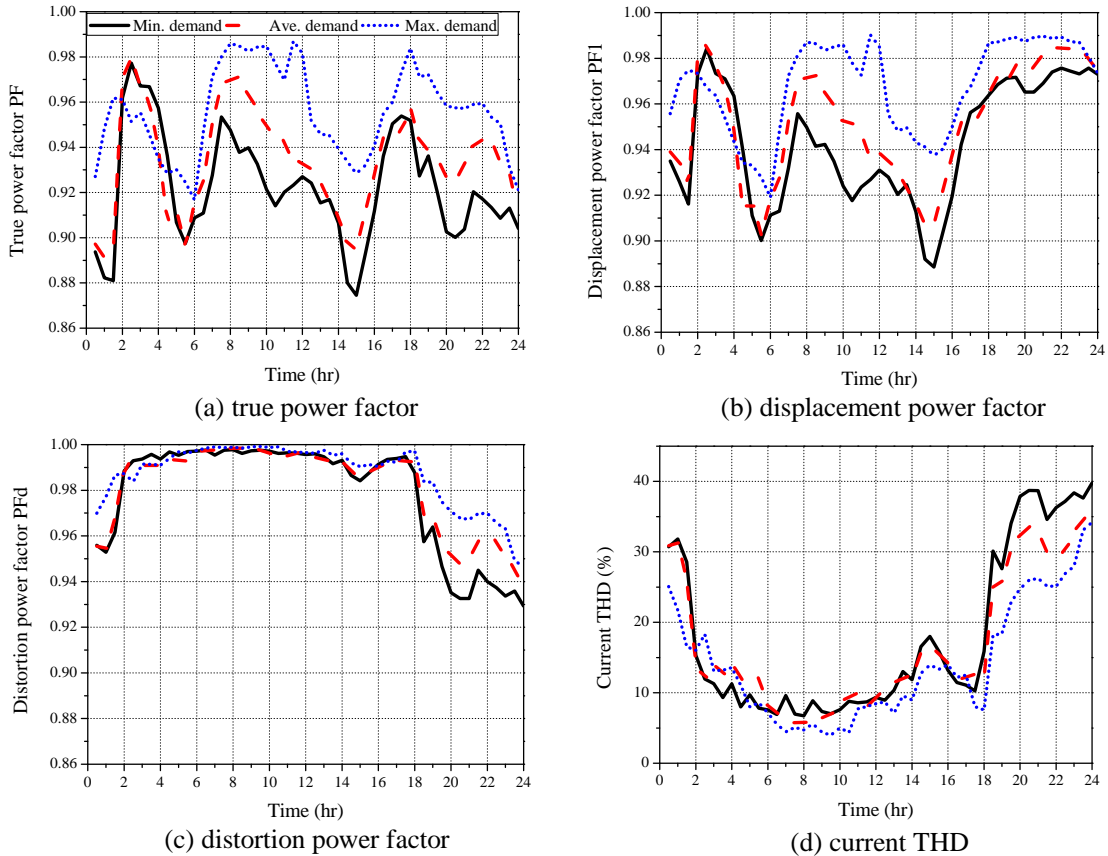 Min. demand Ave. demand Max. demand
True power factor PF
1.00
0.98
0.96
0.94
0.92
0.90
0.88
0.86
0 2 4 6 8 10 12 14 16 18 20 22 24
Time (hr)
(a) true power factor
Displacement power factor PF1
1.00
0.98
0.96
0.94
0.92
0.90
0.88
0.86
0 2 4 6 8 10 12 14 16 18 20 22 24
Time (hr)
(b) displacement power factor
Distortion power factor PFd
1.00
0.98
0.96
0.94
0.92
0.90
0.88
0.86
0 2 4 6 8 10 12 14 16 18 20 22 24
Time (hr)
(c) distortion power factor
Current THD (%)
40
30
20
10
0
0 2 4 6 8 10 12 14 16 18 20 22 24
Time (hr)
(d) current THD